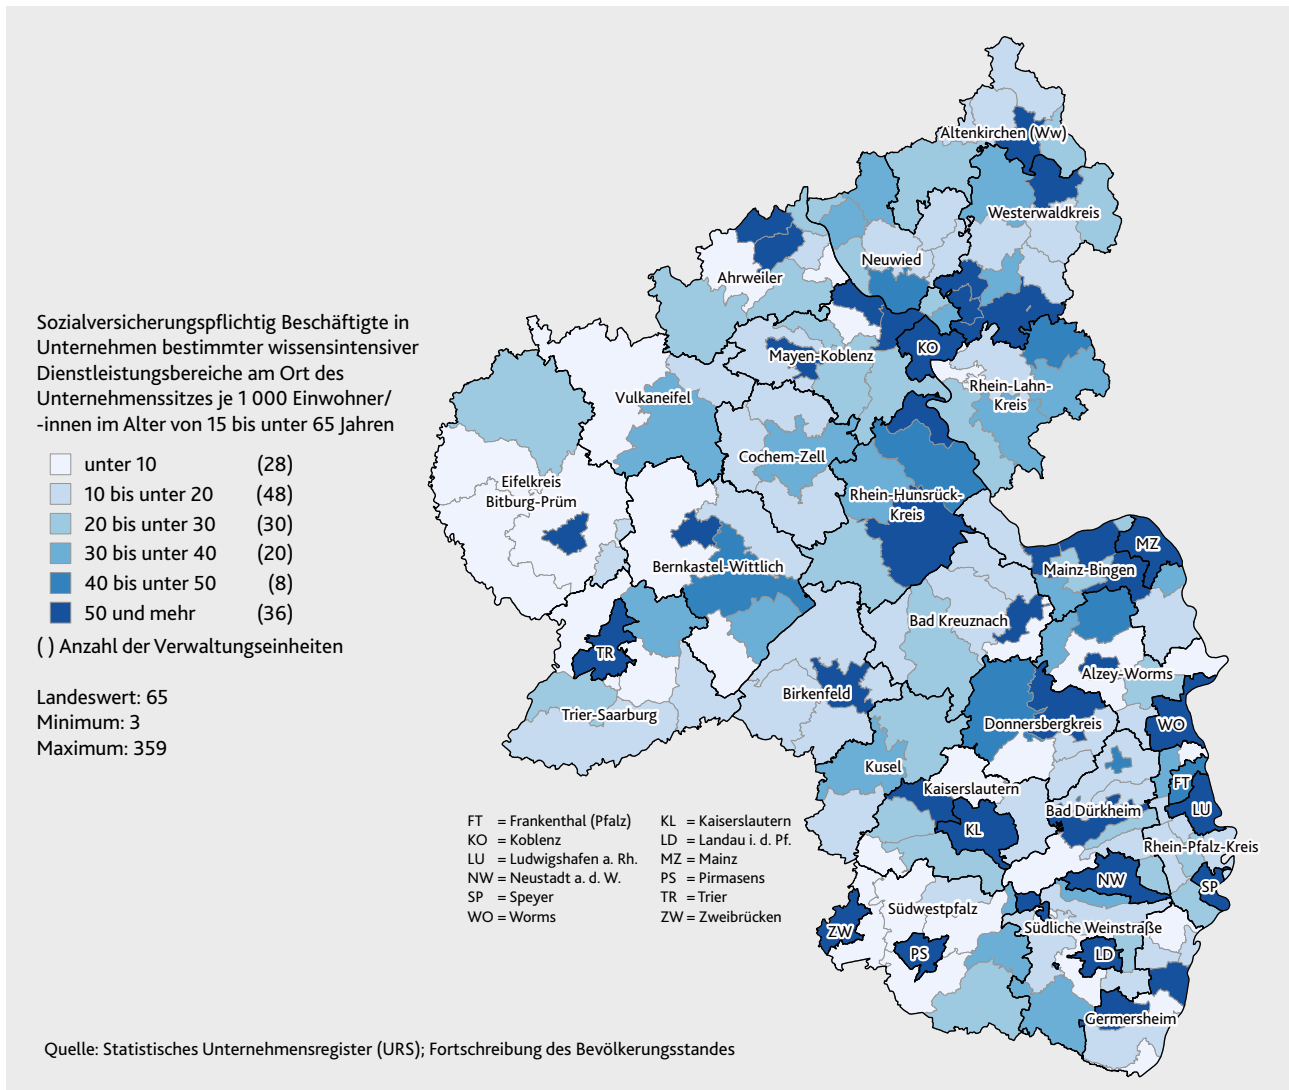 Sozialversicherungspflichtig Beschäftigte in
Unternehmen bestimmter wissensintensiver
Dienstleistungsbereiche am Ort des
Unternehmenssitzes je 1 000 Einwohner/
-innen im Alter von 15 bis unter 65 Jahren
unter 10 (28)
10 bis unter 20 (48)
20 bis unter 30 (30)
30 bis unter 40 (20)
40 bis unter 50 (8)
50 und mehr (36)
( ) Anzahl der Verwaltungseinheiten
Landeswert: 65
Minimum: 3
Maximum: 359
Altenkirchen (Ww)
Westerwaldkreis
Neuwied
Ahrweiler
KO
Mayen-Koblenz
Rhein-Lahn-
Kreis
Vulkaneifel
Cochem-Zell
Eifelkreis
Bitburg-Prüm
Rhein-Hunsrück-
Kreis
MZ
Mainz-Bingen
Bernkastel-Wittlich
Bad Kreuznach
TR
Alzey-Worms
Birkenfeld
Trier-Saarburg
Donnersbergkreis
WO
Kusel
FT
Kaiserslautern
LU
Bad Dürkheim
KL
Rhein-Pfalz-Kreis
NW
SP
Südwestpfalz
Südliche Weinstraße
ZW
PS
LD
Germersheim
FT = Frankenthal (Pfalz) KL = Kaiserslautern
KO = Koblenz LD = Landau i. d. Pf.
LU = Ludwigshafen a. Rh. MZ = Mainz
NW = Neustadt a. d. W. PS = Pirmasens
SP = Speyer TR = Trier
WO = Worms ZW = Zweibrücken
Quelle: Statistisches Unternehmensregister (URS); Fortschreibung des Bevölkerungsstandes